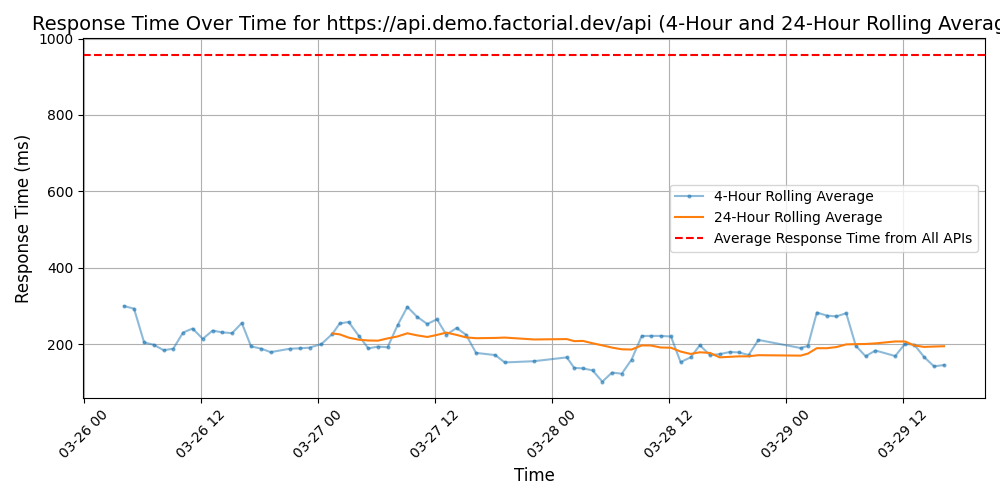 Response Time Over Time for https://api.demo.factorial.dev/api (4-Hour and 24-Hour Rolling Averag
1000
800
600
400
200
Response Time (ms)
4-Hour Rolling Average
24-Hour Rolling Average
Average Response Time from All APIs
03-26 00
03-26 12
03-27 00
03-27 12
03-28 00
03-28 12
03-29 00
03-29 12
Time